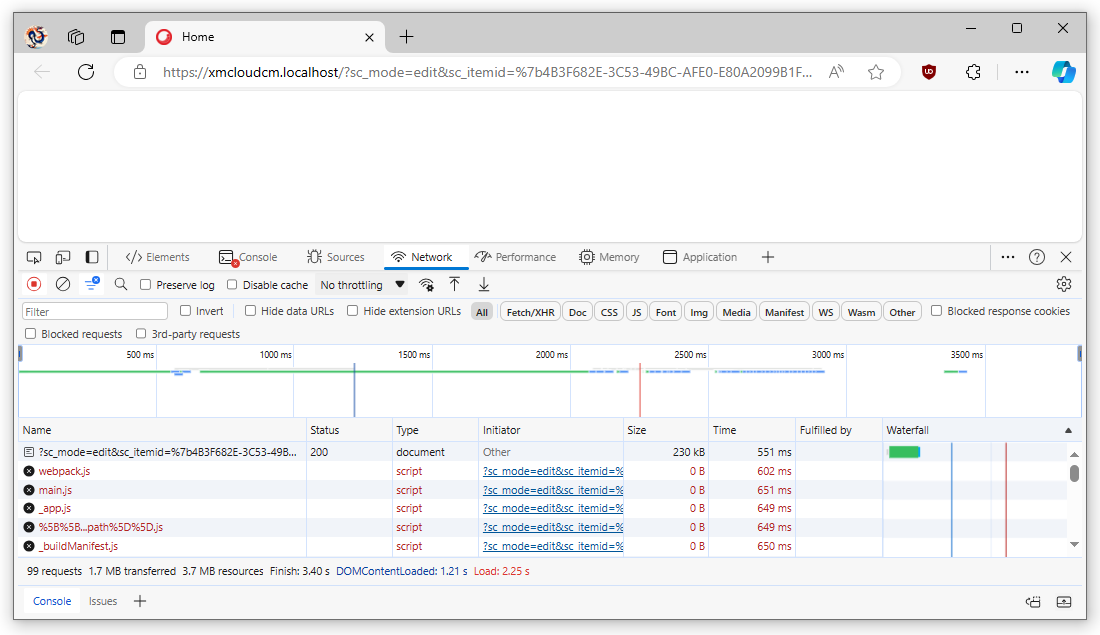 Home
https://xmcloudcm.localhost/?sc_mode=edit&sc_itemid=%7b4B3F682E-3C53-49BC-AFE0-E80A2099B1F...
Elements Console Sources Network Performance Memory Application
Preserve log Disable cache No throttling
Filter Invert Hide data URLs Hide extension URLs All Fetch/XHR Doc CSS JS Font Img Media Manifest WS Wasm Other Blocked response cookies
Blocked requests 3rd-party requests
500 ms 1000 ms 1500 ms 2000 ms 2500 ms 3000 ms 3500 ms
Name Status Type Initiator Size Time Fulfilled by Waterfall
?sc_mode=edit&sc_itemid=%7b4B3F682E-3C53-49B... 200 document Other 230 kB 551 ms
webpack.js script ?sc_mode=edit&sc_itemid=% 0 B 602 ms
main.js script ?sc_mode=edit&sc_itemid=% 0 B 651 ms
_app.js script ?sc_mode=edit&sc_itemid=% 0 B 649 ms
%5B%5B...path%5D%5D.js script ?sc_mode=edit&sc_itemid=% 0 B 649 ms
_buildManifest.js script ?sc_mode=edit&sc_itemid=% 0 B 650 ms
99 requests 1.7 MB transferred 3.7 MB resources Finish: 3.40 s DOMContentLoaded: 1.21 s Load: 2.25 s
Console Issues